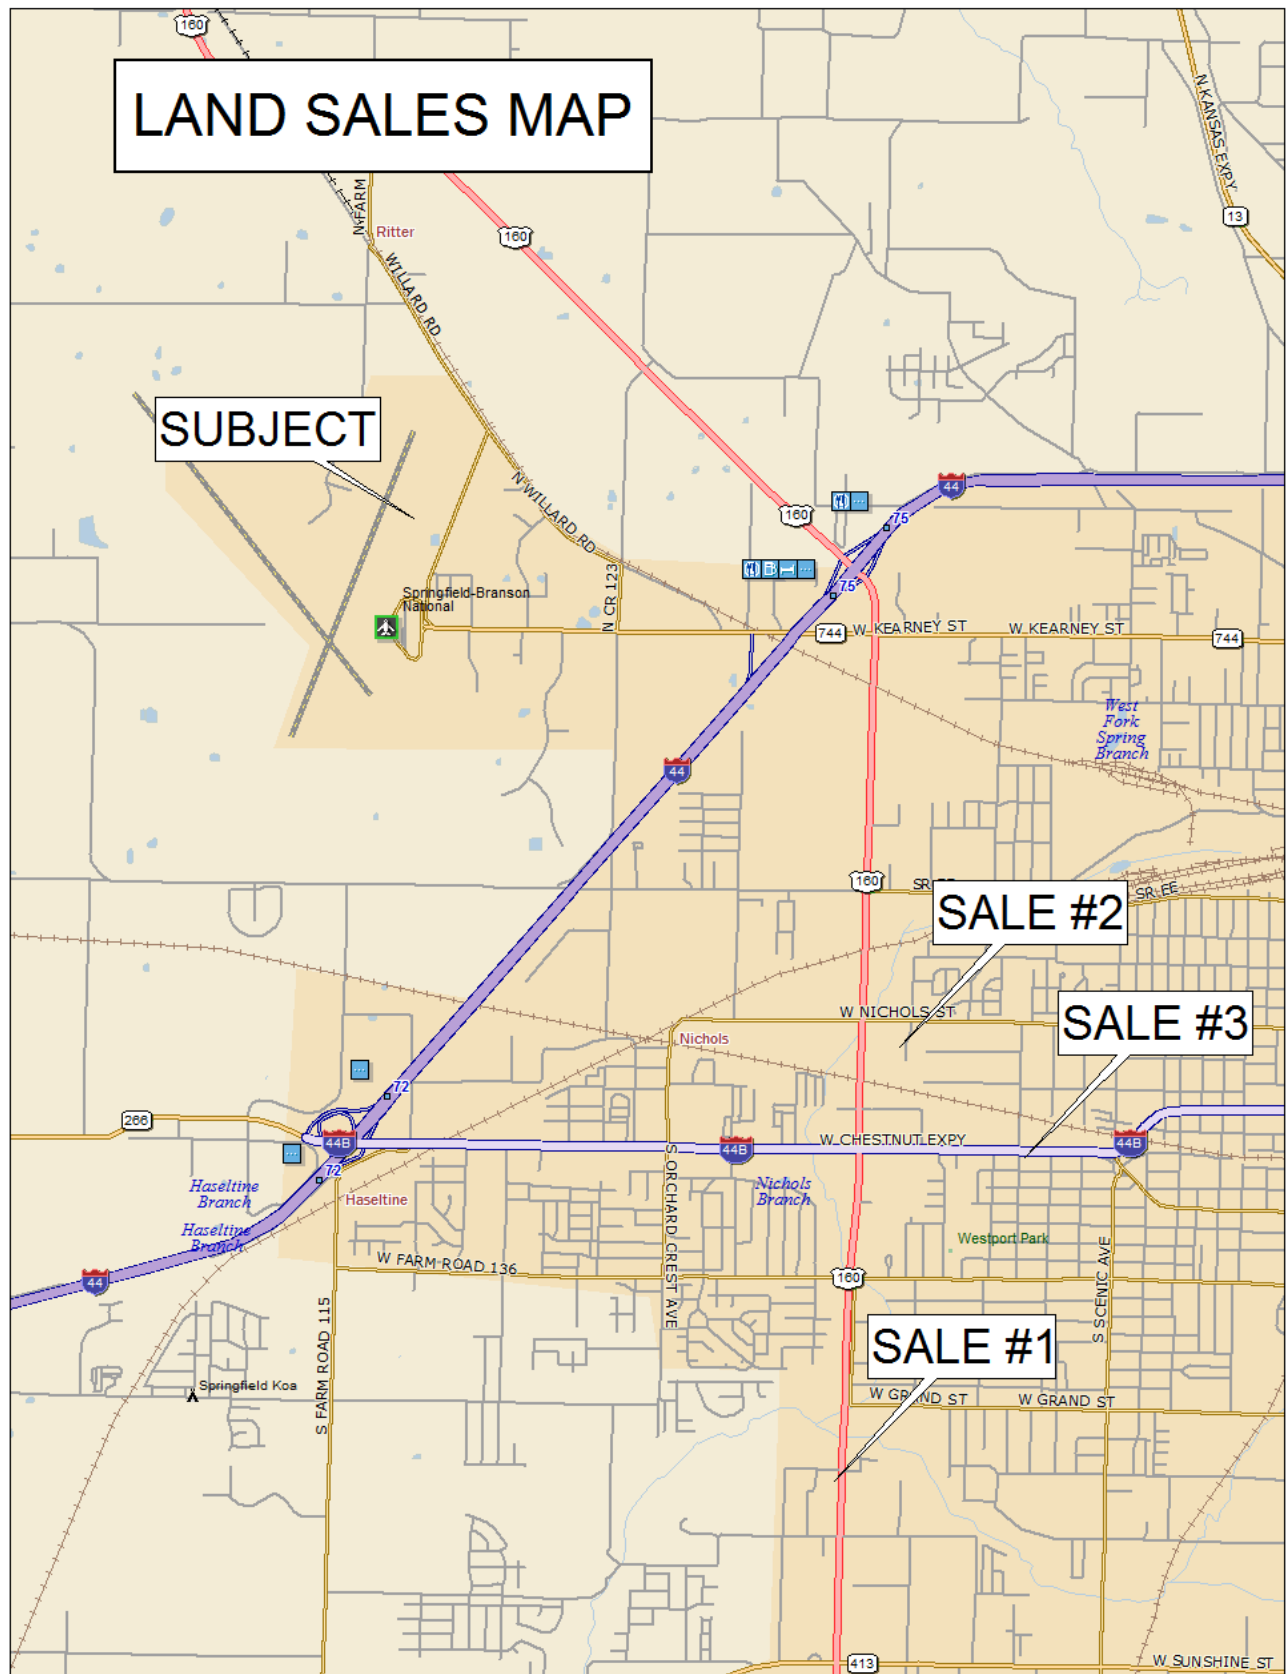 160
LAND SALES MAP
N KANSAS EXPY
13
N FARM
Ritter
160
WILLARD RD
SUBJECT
44
N WILLARD RD
160
75
75
N CR 123
Springfield-Branson
National
744
W KEARNEY ST
W KEARNEY ST
744
West
Fork
Spring
Branch
44
160
SR EE
SALE #2
W NICHOLS ST
SALE #3
Nichols
72
266
44B
W CHESTNUT EXPY
44B
44B
72
S ORCHARD CREST AVE
Haseltine
Branch
Haseltine
Nichols
Branch
Haseltine
Branch
Westport Park
W FARM ROAD 136
44
160
S SCENIC AVE
S FARM ROAD 115
SALE #1
Springfield Koa
W GRAND ST
W GRAND ST
413
W SUNSHINE ST